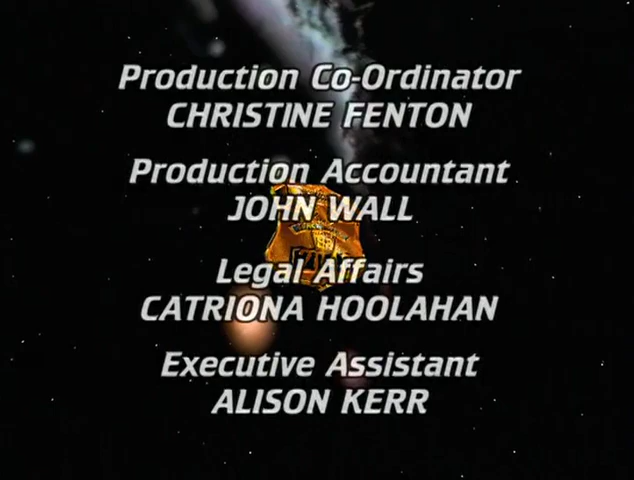 Production Co-Ordinator
CHRISTINE FENTON
Production Accountant
JOHN WALL
Legal Affairs
CATRIONA HOOLAHAN
Executive Assistant
ALISON KERR